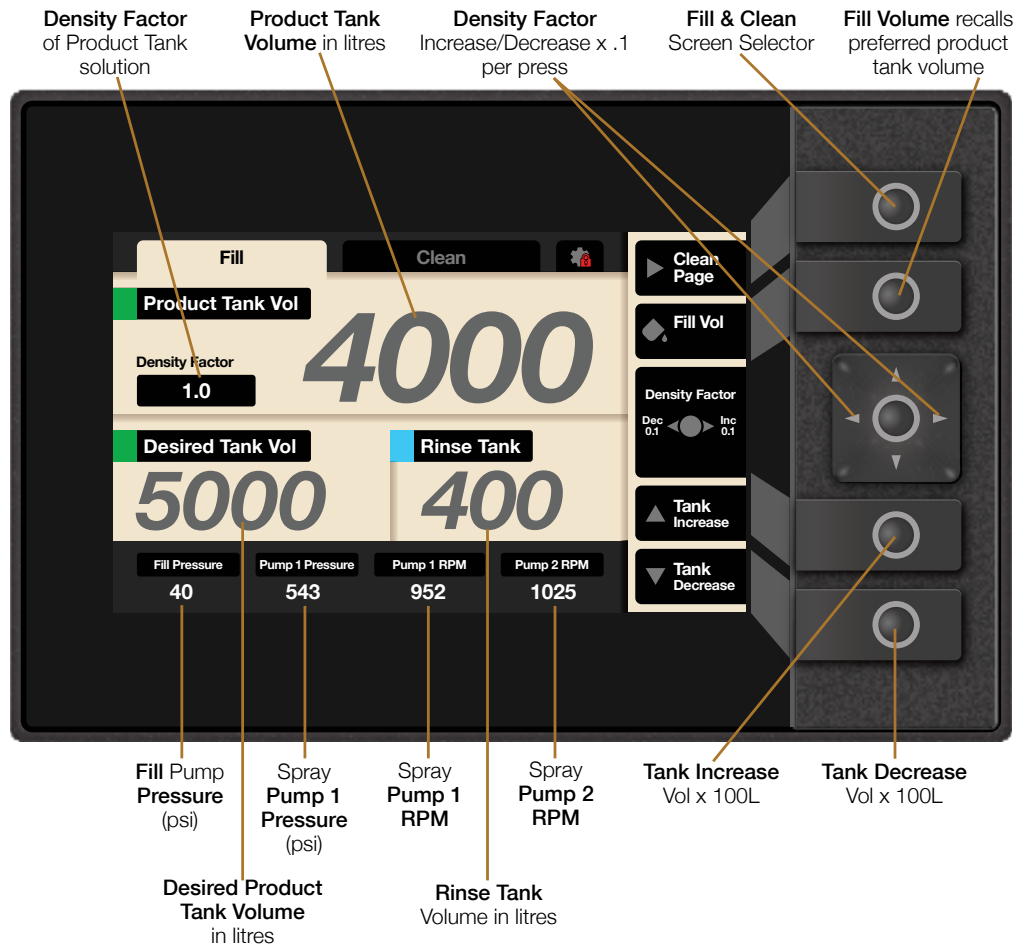 Density Factor
of Product Tank
solution
Product Tank
Volume in litres
Density Factor
Increase/Decrease x .1
per press
Fill & Clean
Screen Selector
Fill Volume recalls
preferred product
tank volume
Fill
Clean
Clean
Page
Product Tank Vol
4000
Density Factor
1.0
Fill Vol
Density Factor
Dec
0.1
Inc
0.1
Desired Tank Vol
5000
Rinse Tank
400
Tank
Increase
Tank
Decrease
Fill Pressure
40
Pump 1 Pressure
543
Pump 1 RPM
952
Pump 2 RPM
1025
Fill Pump
Pressure
(psi)
Spray
Pump 1
Pressure
(psi)
Spray
Pump 1
RPM
Spray
Pump 2
RPM
Tank Increase
Vol x 100L
Tank Decrease
Vol x 100L
Desired Product
Tank Volume
in litres
Rinse Tank
Volume in litres